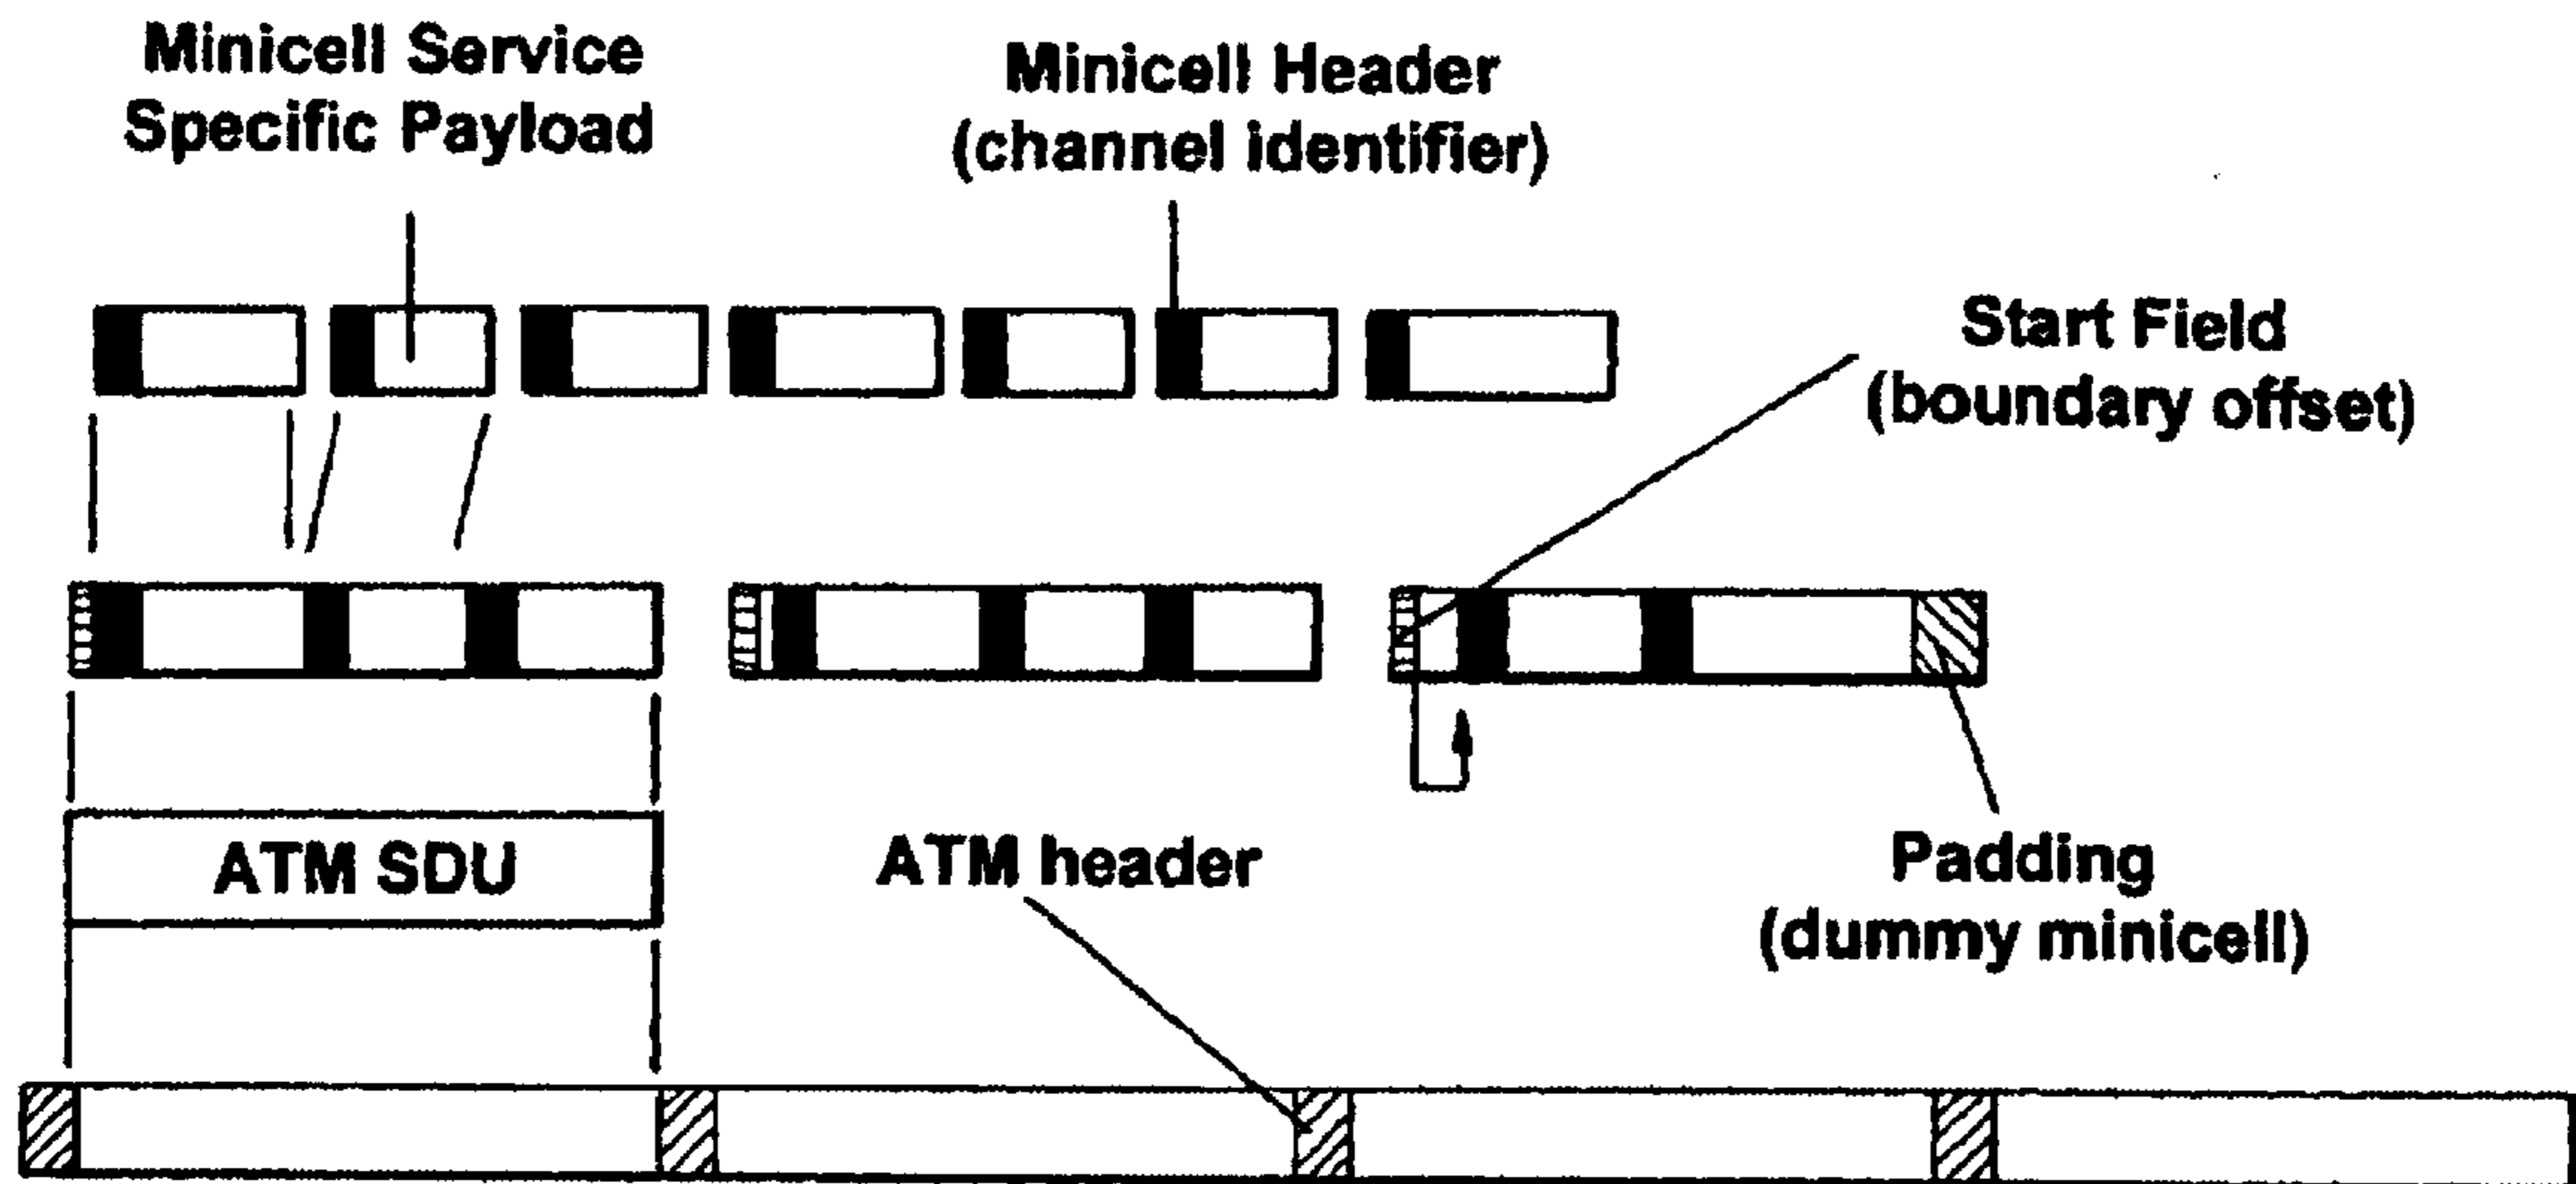 Minicell Service
Specific Payload
Minicell Header
(channel identifier)
Start Field
(boundary offset)
ATM SDU
ATM header
Padding
(dummy minicell)